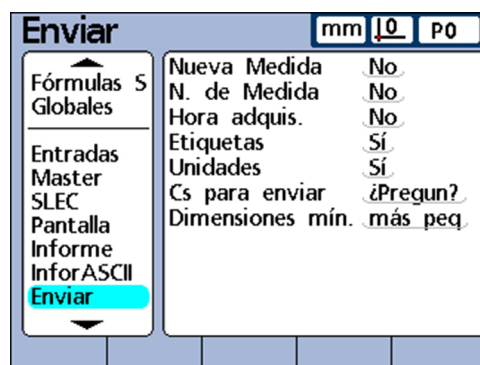 Enviar
mm 0 P0
Fórmulas S
Globales
Entradas
Master
SLEC
Pantalla
Informe
InforASCII
Enviar
Nueva Medida No
N. de Medida No
Hora adquis. No
Etiquetas Sí
Unidades Sí
Cs para enviar ¿Pregun?
Dimensiones mín. más peq